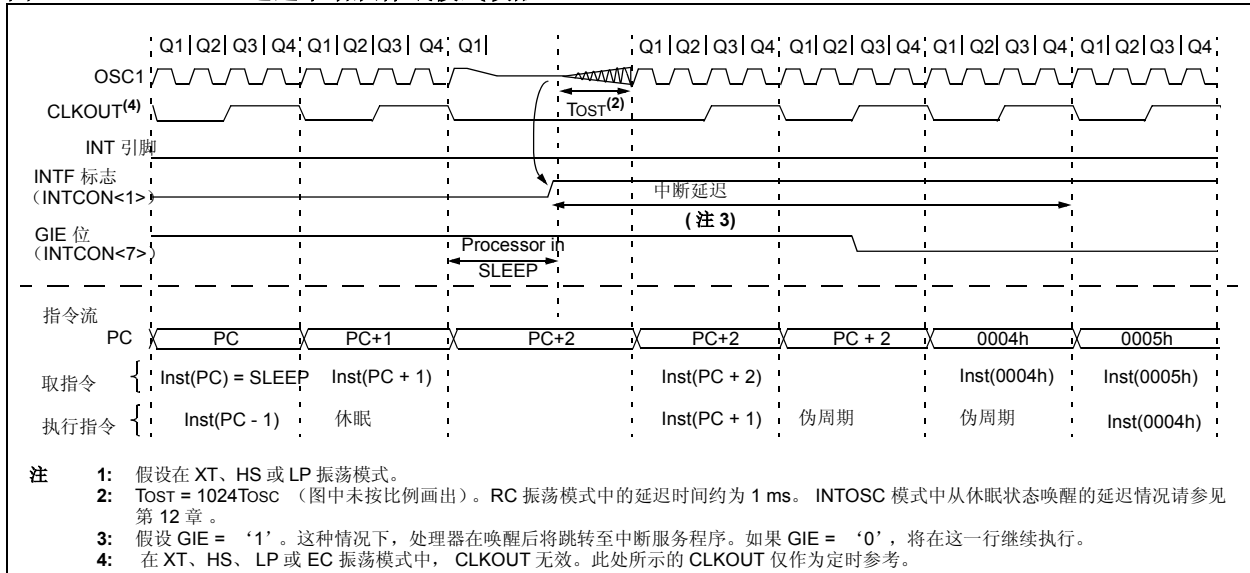 Q1 Q2 Q3 Q4 Q1 Q2 Q3 Q4 Q1 Q1 Q2 Q3 Q4 Q1 Q2 Q3 Q4 Q1 Q2 Q3 Q4 Q1 Q2 Q3 Q4
OSC1
CLKOUT(4)
TOST(2)
INT 引脚
INTF 标志
（INTCON<1>）
中断延迟
(注 3)
GIE 位
（INTCON<7>）
Processor in
SLEEP
指令流
PC PC PC+1 PC+2 PC+2 PC + 2 0004h 0005h
取指令 { Inst(PC) = SLEEP Inst(PC + 1) Inst(PC + 2) Inst(0004h) Inst(0005h)
执行指令 { Inst(PC - 1) 休眠 Inst(PC + 1) 伪周期 伪周期 Inst(0004h)
注 1: 假设在 XT、HS 或 LP 振荡模式。
2: TOST = 1024TOSC （图中未按比例画出）。RC 振荡模式中的延迟时间约为 1 ms。 INTOSC 模式中从休眠状态唤醒的延迟情况请参见
第 12 章 。
3: 假设 GIE = ‘1’。这种情况下，处理器在唤醒后将跳转至中断服务程序。如果 GIE = ‘0’，将在这一行继续执行。
4: 在 XT、HS、 LP 或 EC 振荡模式中， CLKOUT 无效。此处所示的 CLKOUT 仅作为定时参考。